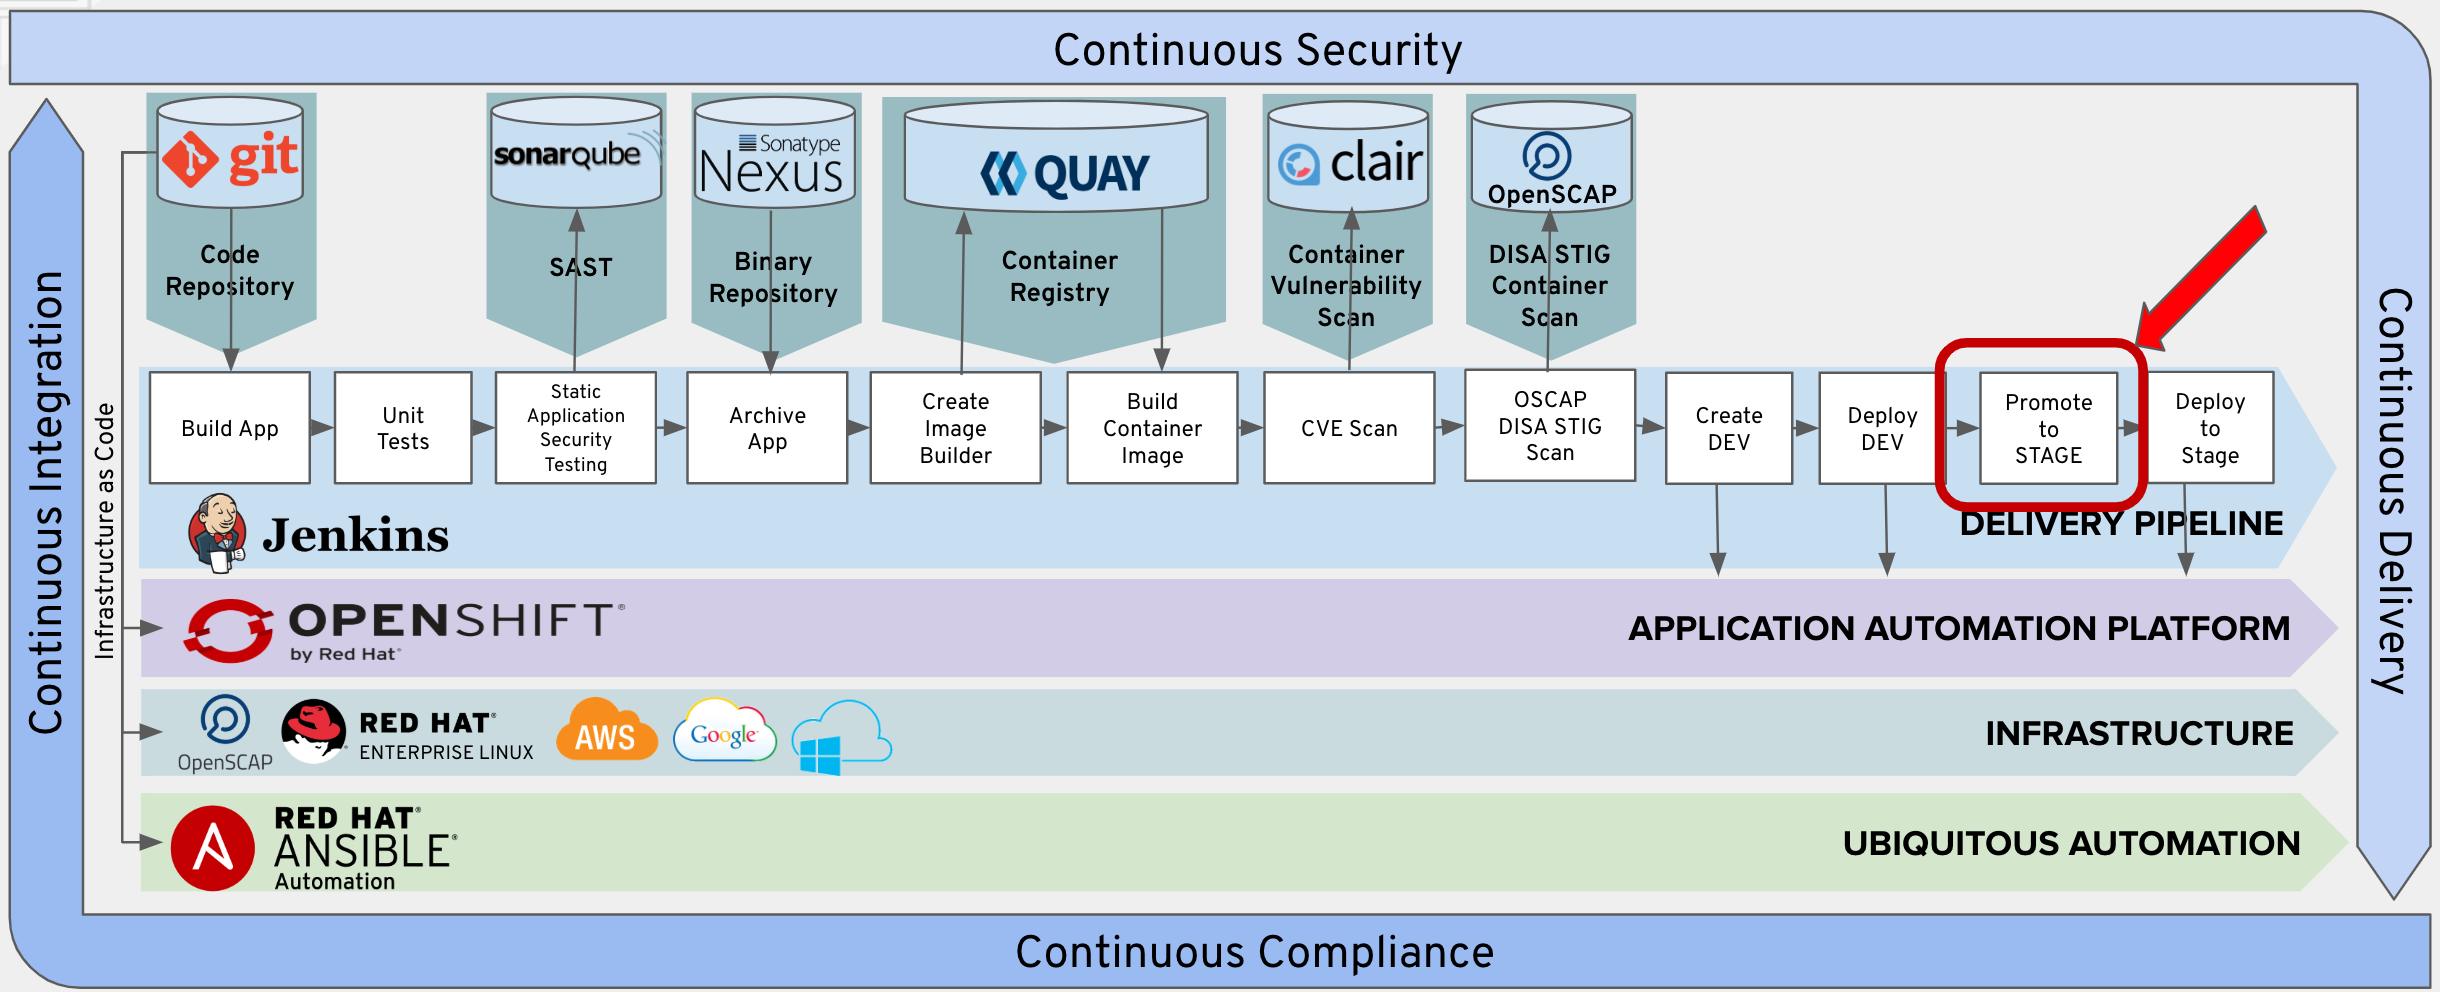 Continuous Security
Continuous Integration
Infrastructure as Code
Continuous Delivery
git
Code
Repository
sonarqube
SAST
Sonatype
Nexus
Binary
Repository
QUAY
Container
Registry
clair
Container
Vulnerability
Scan
OpenSCAP
DISA STIG
Container
Scan
Build App
Unit
Tests
Static
Application
Security
Testing
Archive
App
Create
Image
Builder
Build
Container
Image
CVE Scan
OSCAP
DISA STIG
Scan
Create
DEV
Deploy
DEV
Promote
to
STAGE
Deploy
to
Stage
Jenkins
DELIVERY PIPELINE
OPENSHIFT®
by Red Hat®
APPLICATION AUTOMATION PLATFORM
OpenSCAP
RED HAT®
ENTERPRISE LINUX
AWS
Google
INFRASTRUCTURE
RED HAT®
ANSIBLE®
Automation
UBIQUITOUS AUTOMATION
Continuous Compliance